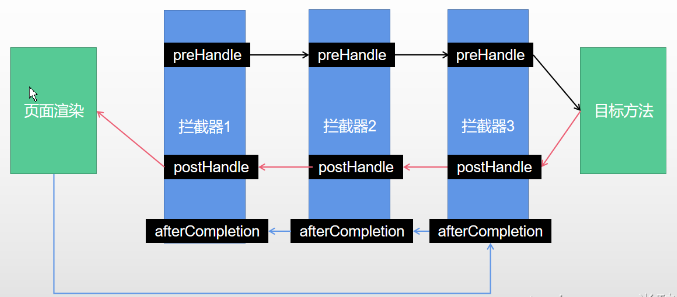 preHandle
preHandle
preHandle
页面渲染
拦截器1
拦截器2
拦截器3
目标方法
postHandle
postHandle
postHandle
afterCompletion
afterCompletion
afterCompletion